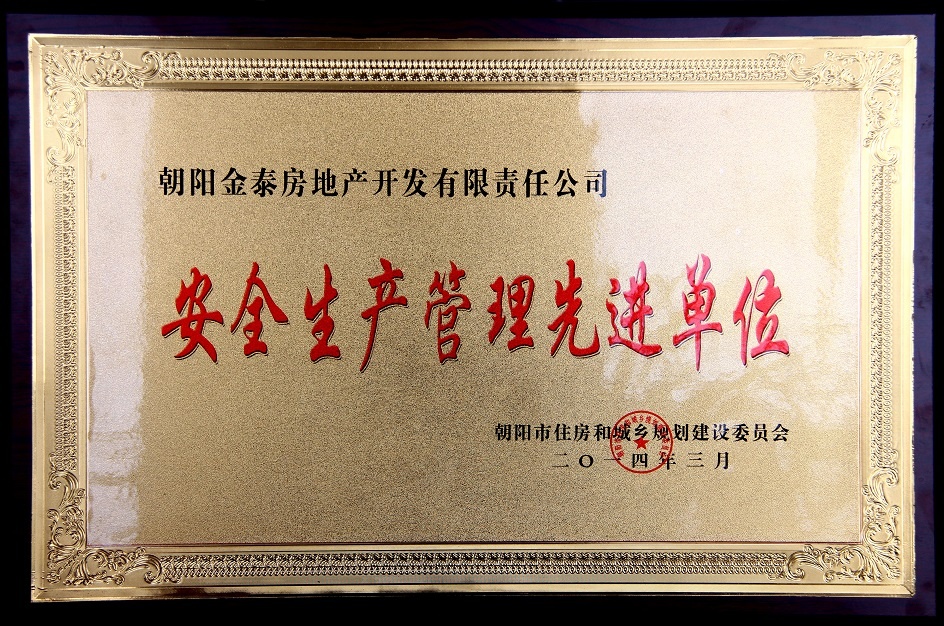 朝阳金泰房地产开发有限责任公司
安全生产管理先进单位
朝阳市住房和城乡规划建设委员会
二〇一四年三月